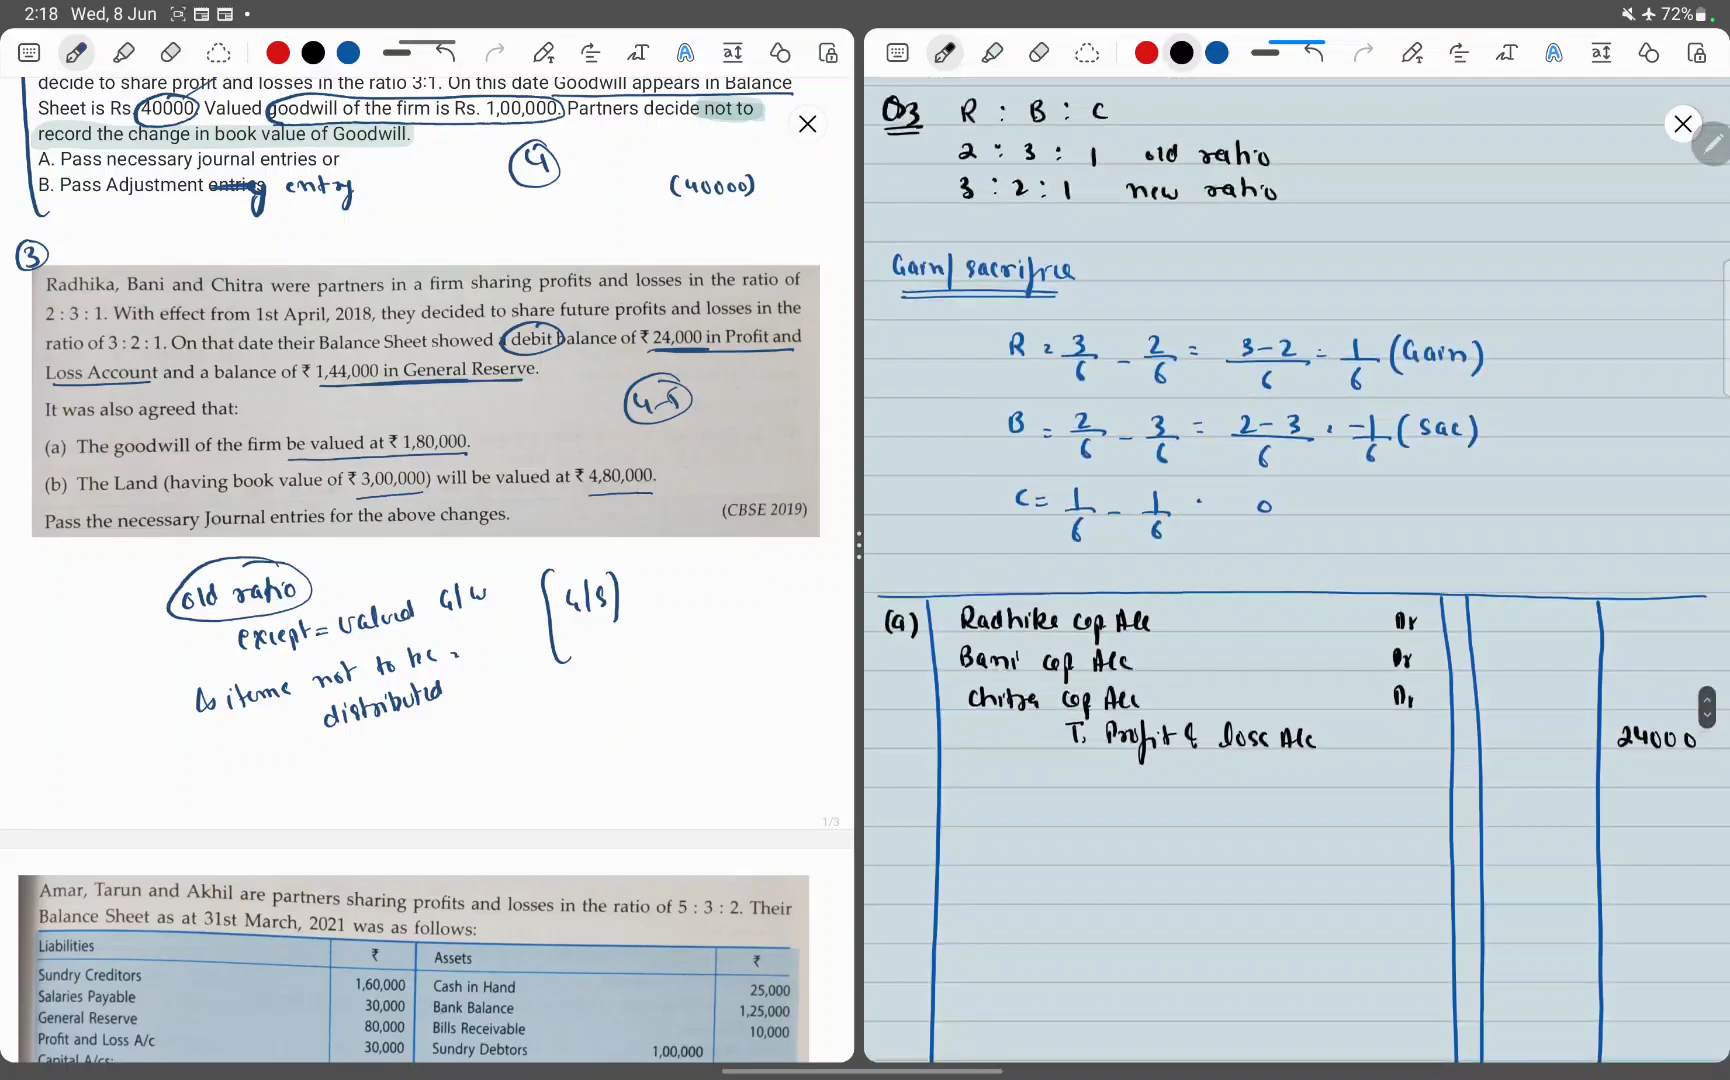 2:18 Wed, 8 Jun
72%
decide to share profit and losses in the ratio 3:1. On this date Goodwill appears in Balance
Sheet is Rs 40000. Valued goodwill of the firm is Rs. 1,00,000. Partners decide not to
record the change in book value of Goodwill.
A. Pass necessary journal entries or
B. Pass Adjustment entries entry
4
(40000)
3
Radhika, Bani and Chitra were partners in a firm sharing profits and losses in the ratio of
2 : 3 : 1. With effect from 1st April, 2018, they decided to share future profits and losses in the
ratio of 3 : 2 : 1. On that date their Balance Sheet showed a debit balance of ₹ 24,000 in Profit and
Loss Account and a balance of ₹ 1,44,000 in General Reserve.
It was also agreed that:
(a) The goodwill of the firm be valued at ₹ 1,80,000.
(b) The Land (having book value of ₹ 3,00,000) will be valued at ₹ 4,80,000.
Pass the necessary Journal entries for the above changes.
(CBSE 2019)
old ratio
except = valued G/W
G/S
items not to be
distributed
1/3
Amar, Tarun and Akhil are partners sharing profits and losses in the ratio of 5 : 3 : 2. Their
Balance Sheet as at 31st March, 2021 was as follows:
Liabilities ₹ Assets ₹
Sundry Creditors 1,60,000 Cash in Hand 25,000
Salaries Payable 30,000 Bank Balance 1,25,000
General Reserve 80,000 Bills Receivable 10,000
Profit and Loss A/c 30,000 Sundry Debtors 1,00,000
Capital A/cs:
Q3 R : B : C
2 : 3 : 1 old ratio
3 : 2 : 1 new ratio
Gain/sacrifice
R = 3/6 - 2/6 = 3-2/6 = 1/6 (Gain)
B = 2/6 - 3/6 = 2-3/6 = -1/6 (sac)
C = 1/6 - 1/6 = 0
(a) Radhika cap A/c Dr
Bani cap A/c Dr
Chitra cap A/c Dr
To Profit & loss A/c 24000